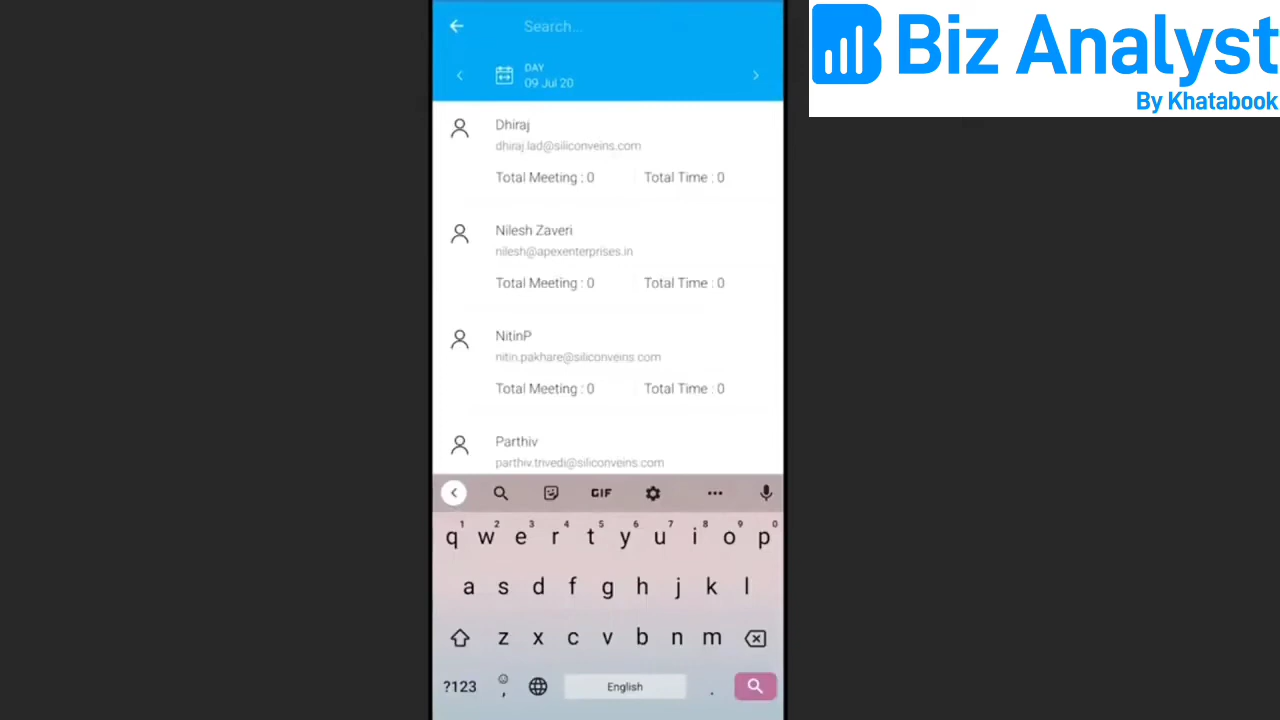 Search...
DAY
09 Jul 20
Biz Analyst
By Khatabook
Dhiraj
dhiraj.lad@siliconveins.com
Total Meeting : 0
Total Time : 0
Nilesh Zaveri
nilesh@apexenterprises.in
Total Meeting : 0
Total Time : 0
NitinP
nitin.pakhare@siliconveins.com
Total Meeting : 0
Total Time : 0
Parthiv
parthiv.trivedi@siliconveins.com
GIF
1 2 3 4 5 6 7 8 9 0
q w e r t y u i o p
a s d f g h j k l
z x c v b n m
?123 , English .